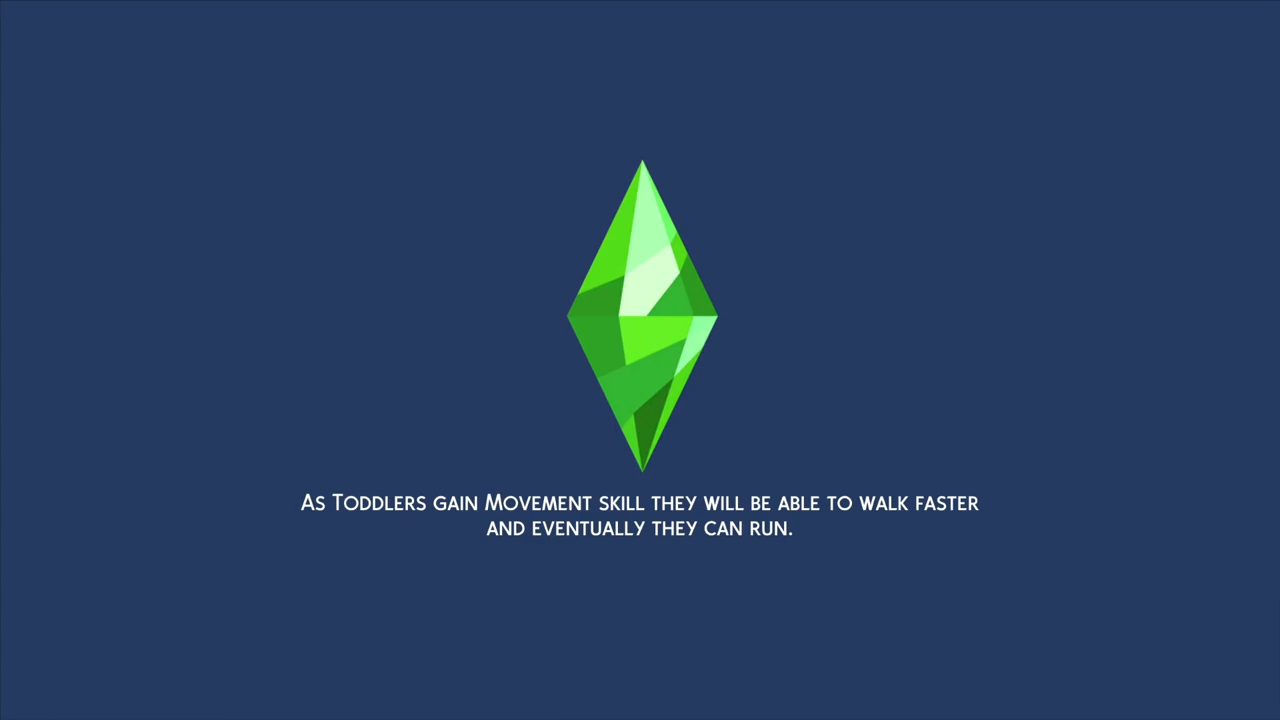 As Toddlers gain Movement skill they will be able to walk faster
and eventually they can run.